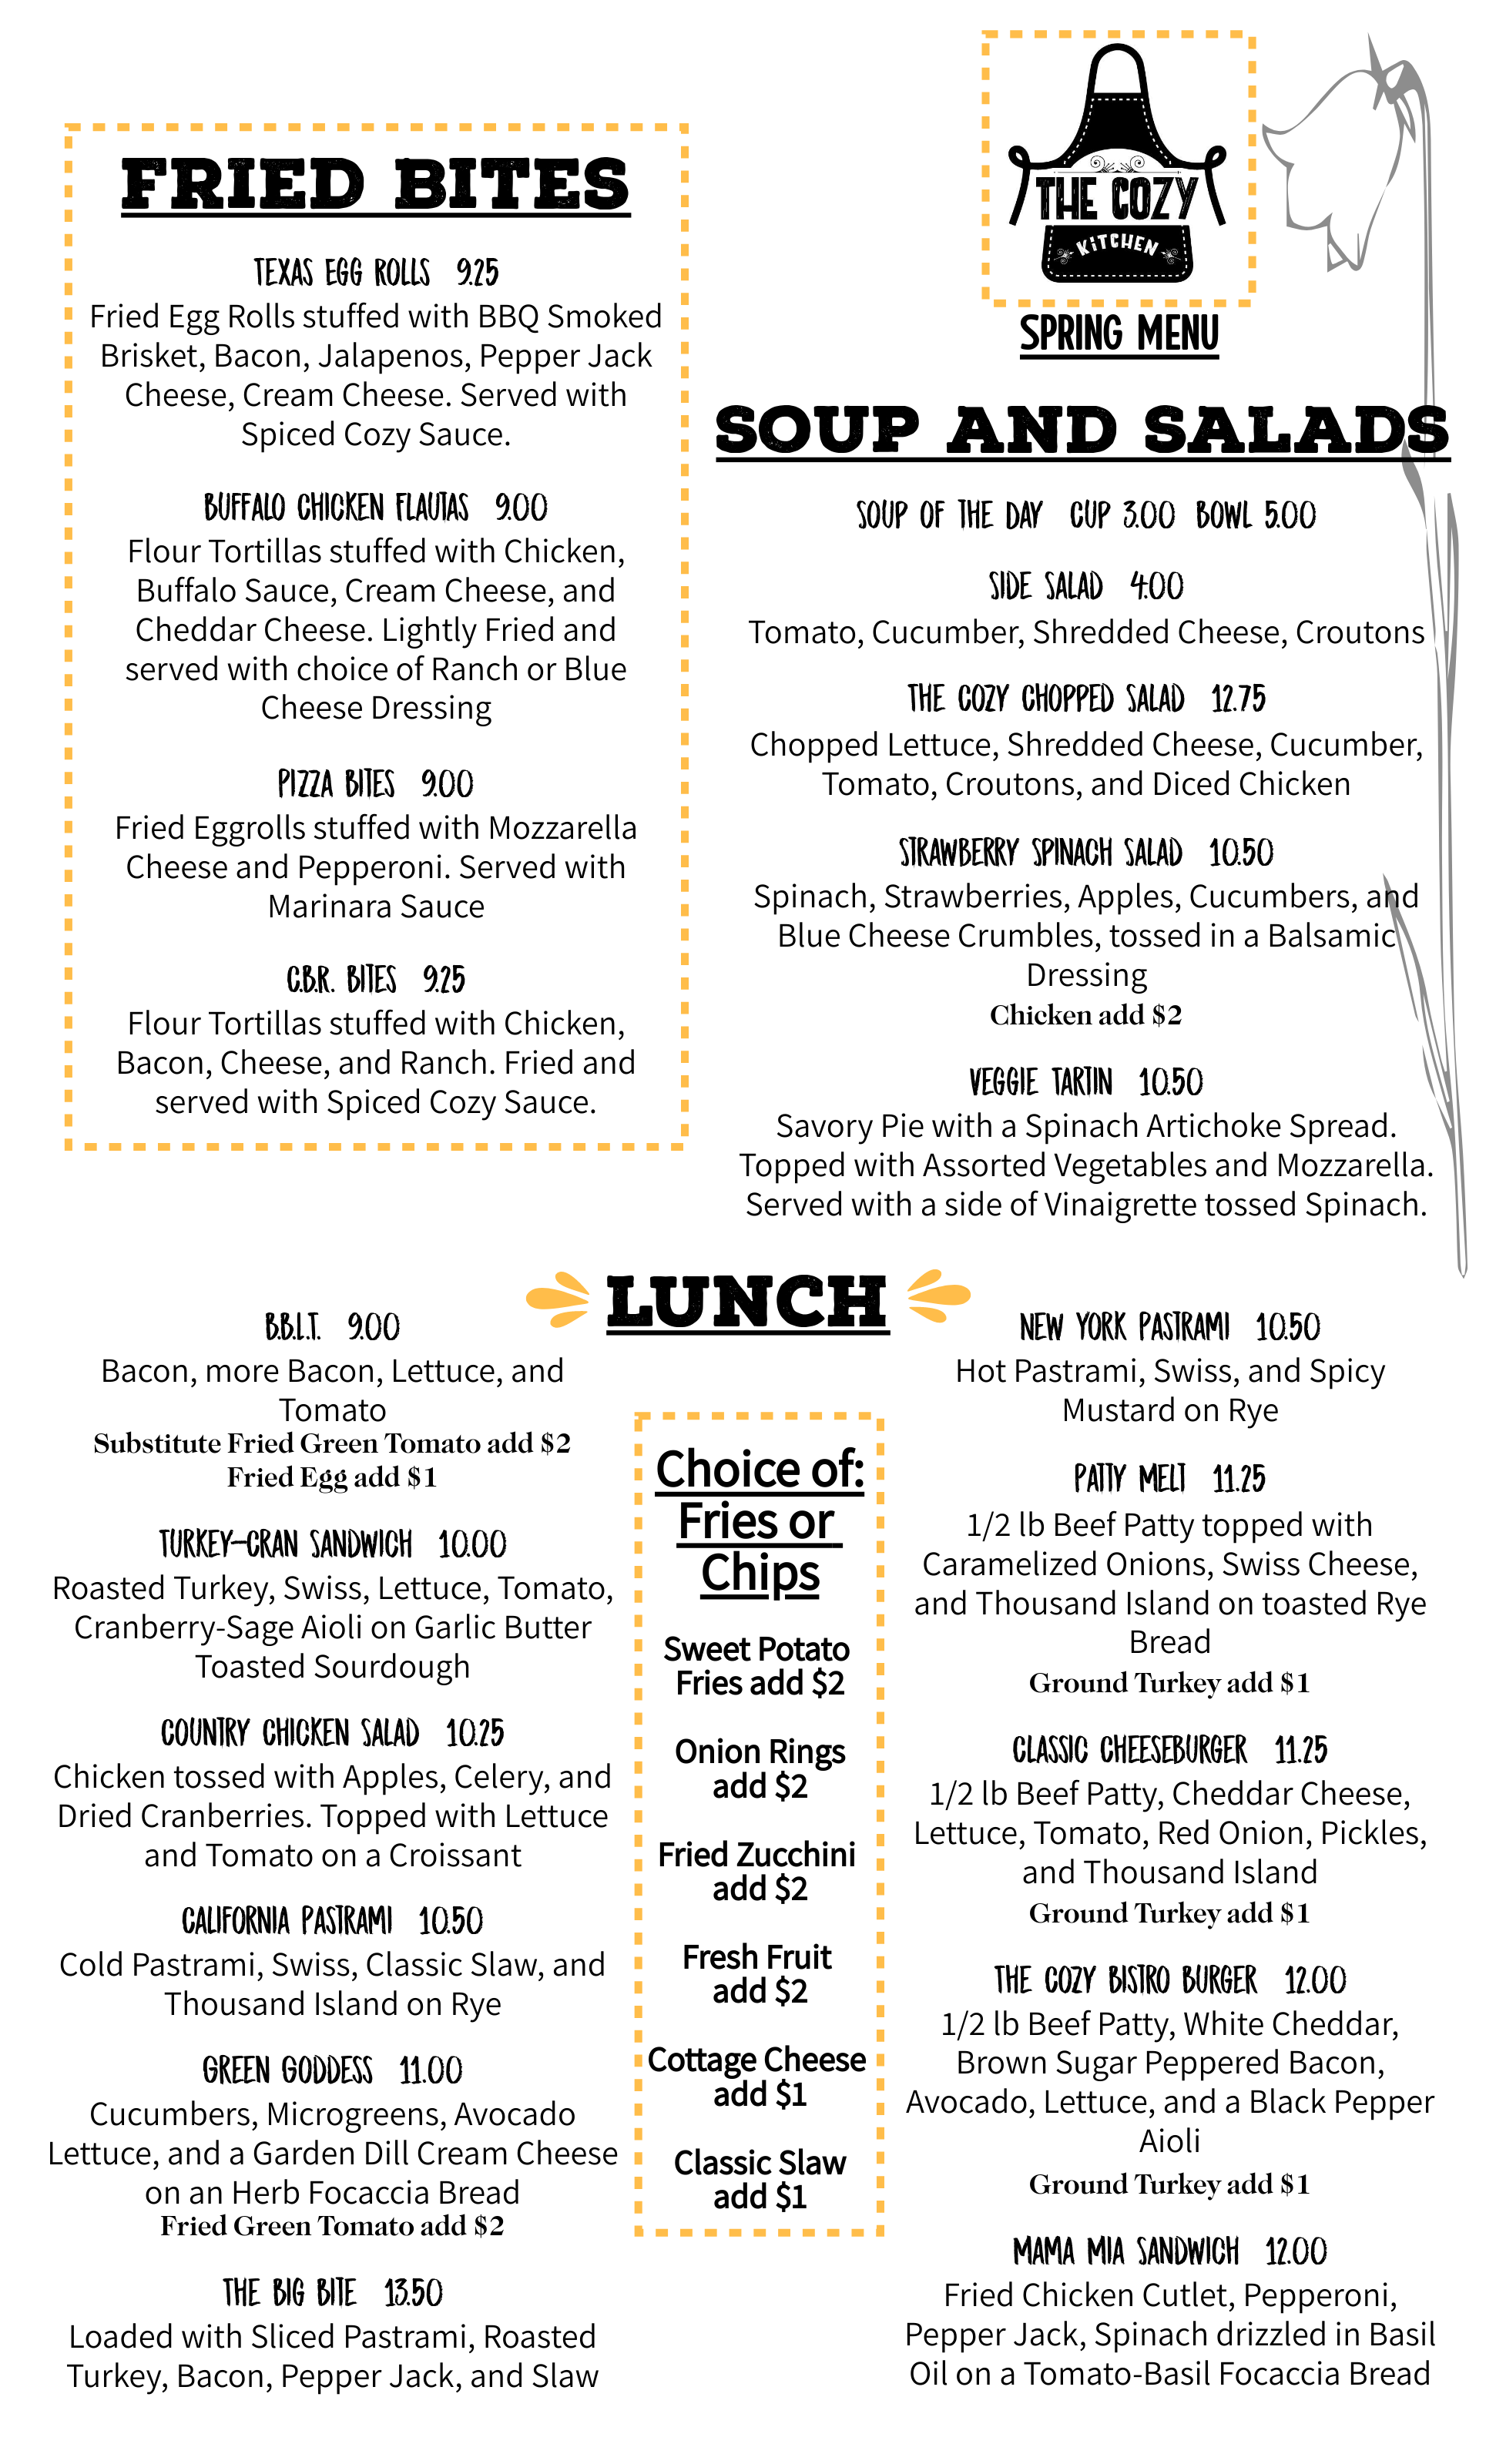 FRIED BITES
TEXAS EGG ROLLS 9.25
Fried Egg Rolls stuffed with BBQ Smoked
Brisket, Bacon, Jalapenos, Pepper Jack
Cheese, Cream Cheese. Served with
Spiced Cozy Sauce.
BUFFALO CHICKEN FLAUTAS 9.00
Flour Tortillas stuffed with Chicken,
Buffalo Sauce, Cream Cheese, and
Cheddar Cheese. Lightly Fried and
served with choice of Ranch or Blue
Cheese Dressing
PIZZA BITES 9.00
Fried Eggrolls stuffed with Mozzarella
Cheese and Pepperoni. Served with
Marinara Sauce
C.B.R. BITES 9.25
Flour Tortillas stuffed with Chicken,
Bacon, Cheese, and Ranch. Fried and
served with Spiced Cozy Sauce.
THE COZY
KITCHEN
SPRING MENU
SOUP AND SALADS
SOUP OF THE DAY CUP 3.00 BOWL 5.00
SIDE SALAD 4.00
Tomato, Cucumber, Shredded Cheese, Croutons
THE COZY CHOPPED SALAD 12.75
Chopped Lettuce, Shredded Cheese, Cucumber,
Tomato, Croutons, and Diced Chicken
STRAWBERRY SPINACH SALAD 10.50
Spinach, Strawberries, Apples, Cucumbers, and
Blue Cheese Crumbles, tossed in a Balsamic
Dressing
Chicken add $2
VEGGIE TARTIN 10.50
Savory Pie with a Spinach Artichoke Spread.
Topped with Assorted Vegetables and Mozzarella.
Served with a side of Vinaigrette tossed Spinach.
LUNCH
B.B.L.T. 9.00
Bacon, more Bacon, Lettuce, and
Tomato
Substitute Fried Green Tomato add $2
Fried Egg add $1
TURKEY-CRAN SANDWICH 10.00
Roasted Turkey, Swiss, Lettuce, Tomato,
Cranberry-Sage Aioli on Garlic Butter
Toasted Sourdough
COUNTRY CHICKEN SALAD 10.25
Chicken tossed with Apples, Celery, and
Dried Cranberries. Topped with Lettuce
and Tomato on a Croissant
CALIFORNIA PASTRAMI 10.50
Cold Pastrami, Swiss, Classic Slaw, and
Thousand Island on Rye
GREEN GODDESS 11.00
Cucumbers, Microgreens, Avocado
Lettuce, and a Garden Dill Cream Cheese
on an Herb Focaccia Bread
Fried Green Tomato add $2
THE BIG BITE 13.50
Loaded with Sliced Pastrami, Roasted
Turkey, Bacon, Pepper Jack, and Slaw
Choice of:
Fries or
Chips
Sweet Potato
Fries add $2
Onion Rings
add $2
Fried Zucchini
add $2
Fresh Fruit
add $2
Cottage Cheese
add $1
Classic Slaw
add $1
NEW YORK PASTRAMI 10.50
Hot Pastrami, Swiss, and Spicy
Mustard on Rye
PATTY MELT 11.25
1/2 lb Beef Patty topped with
Caramelized Onions, Swiss Cheese,
and Thousand Island on toasted Rye
Bread
Ground Turkey add $1
CLASSIC CHEESEBURGER 11.25
1/2 lb Beef Patty, Cheddar Cheese,
Lettuce, Tomato, Red Onion, Pickles,
and Thousand Island
Ground Turkey add $1
THE COZY BISTRO BURGER 12.00
1/2 lb Beef Patty, White Cheddar,
Brown Sugar Peppered Bacon,
Avocado, Lettuce, and a Black Pepper
Aioli
Ground Turkey add $1
MAMA MIA SANDWICH 12.00
Fried Chicken Cutlet, Pepperoni,
Pepper Jack, Spinach drizzled in Basil
Oil on a Tomato-Basil Focaccia Bread